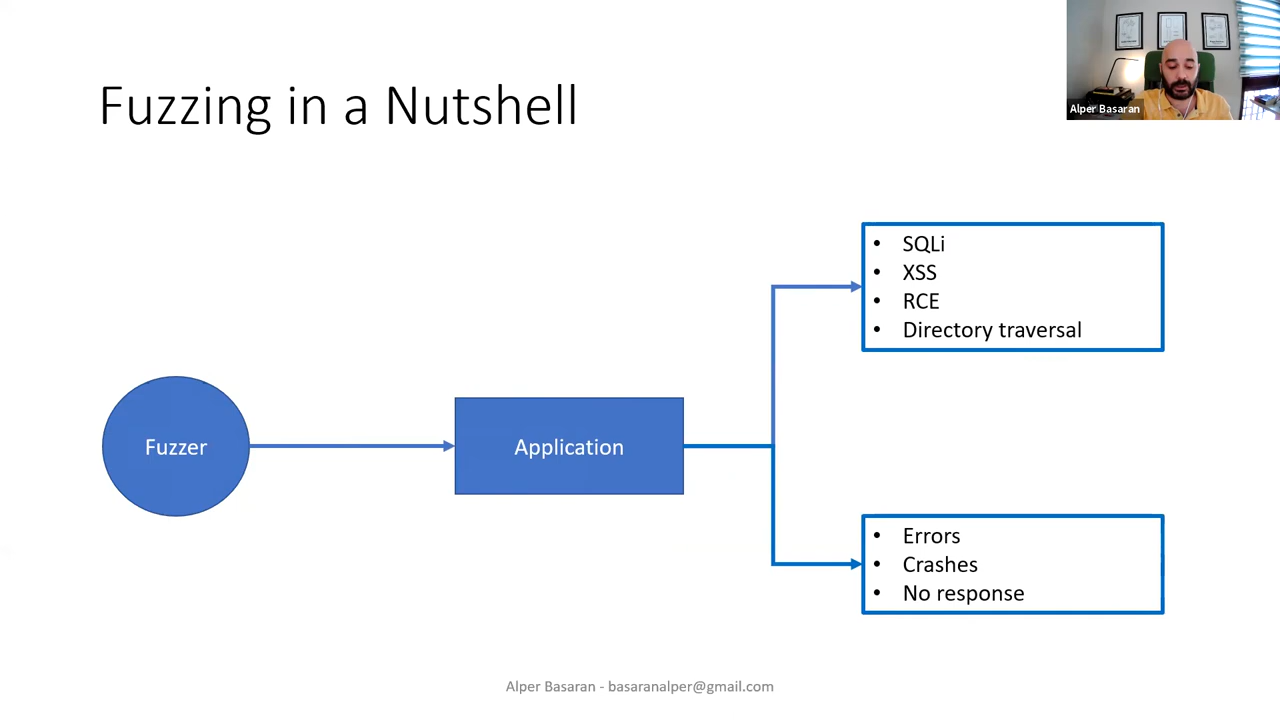 Fuzzing in a Nutshell
Alper Basaran
• SQLi
• XSS
• RCE
• Directory traversal
Fuzzer
Application
• Errors
• Crashes
• No response
Alper Basaran - basaranalper@gmail.com